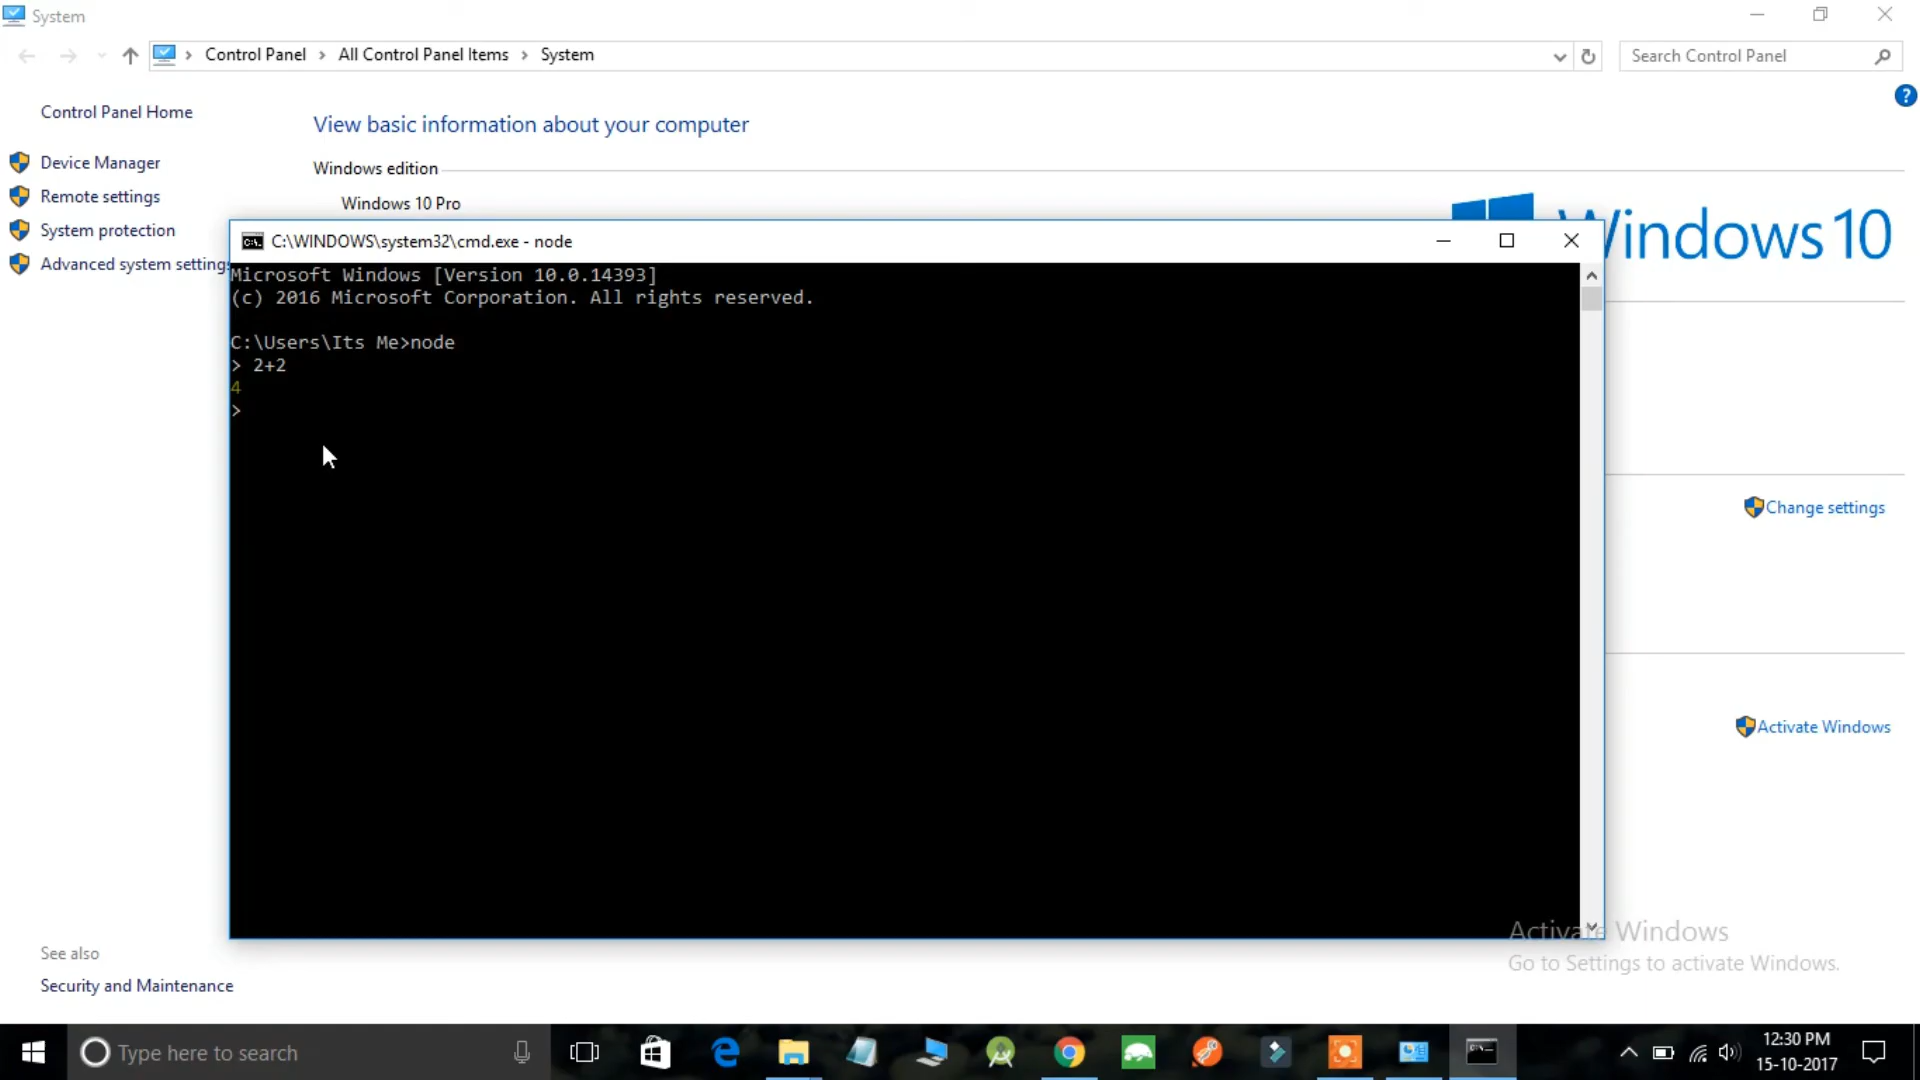 System
Control Panel > All Control Panel Items > System
Search Control Panel
?
Control Panel Home
Device Manager
Remote settings
System protection
Advanced system settings
View basic information about your computer
Windows edition
Windows 10 Pro
Windows 10
C:\WINDOWS\system32\cmd.exe - node
Microsoft Windows [Version 10.0.14393]
(c) 2016 Microsoft Corporation. All rights reserved.
C:\Users\Its Me>node
> 2+2
4
>
Change settings
Activate Windows
Activate Windows
Go to Settings to activate Windows.
See also
Security and Maintenance
Type here to search
12:30 PM
15-10-2017